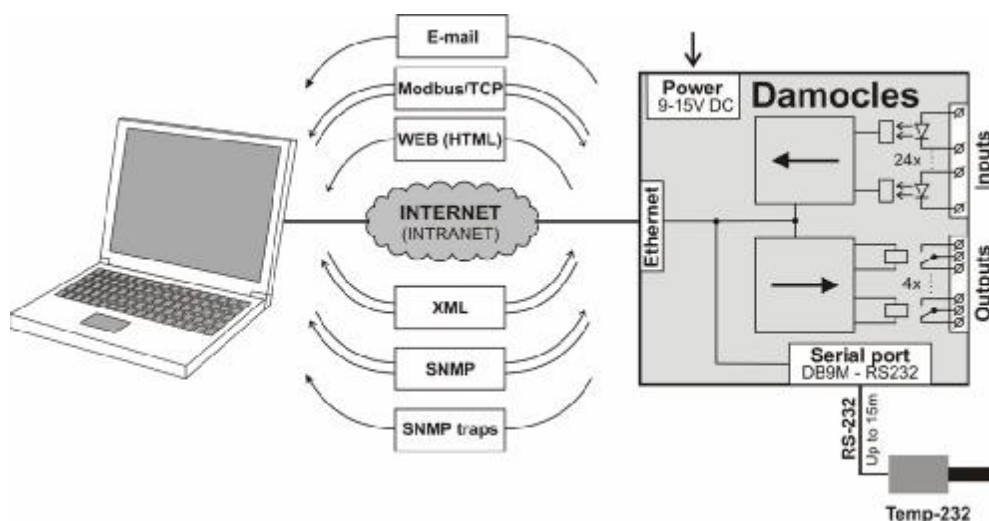 E-mail
Modbus/TCP
WEB (HTML)
INTERNET
(INTRANET)
XML
SNMP
SNMP traps
Power
9-15V DC
Damocles
24x
Inputs
Ethernet
4x
Outputs
Serial port
DB9M - RS232
RS-232
Up to 15m
Temp-232